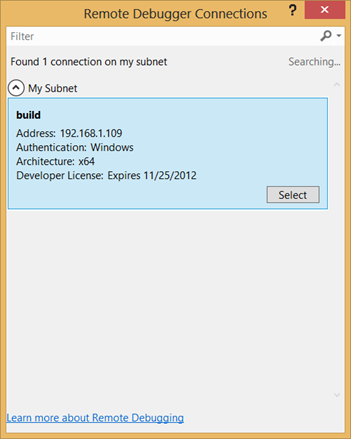 Remote Debugger Connections
?
Filter
Found 1 connection on my subnet Searching...
My Subnet
build
Address: 192.168.1.109
Authentication: Windows
Architecture: x64
Developer License: Expires 11/25/2012
Select
Learn more about Remote Debugging